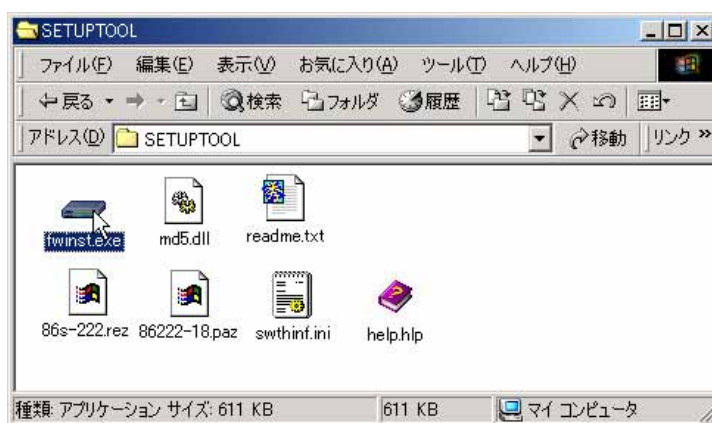 SETUPTOOL
ファイル(F) 編集(E) 表示(V) お気に入り(A) ツール(T) ヘルプ(H)
戻る 検索 フォルダ 履歴
アドレス(D) SETUPTOOL 移動 リンク »
fwinst.exe md5.dll readme.txt
86s-222.rez 86222-18.paz swthinf.ini help.hlp
種類: アプリケーション サイズ: 611 KB 611 KB マイ コンピュータ